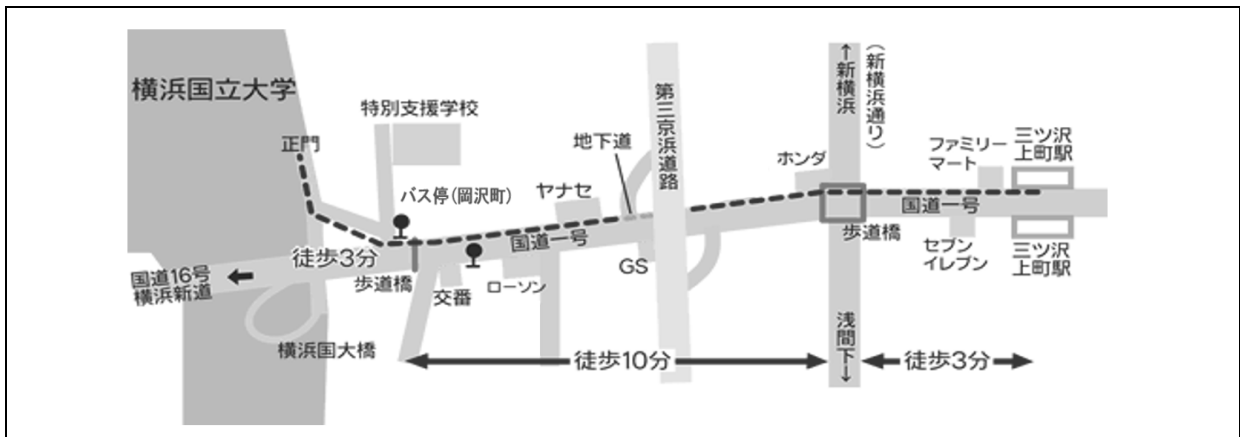 横浜国立大学
正門
特別支援学校
バス停(岡沢町)
徒歩3分
国道16号
横浜新道
歩道橋
交番
ローソン
横浜国大橋
ヤナセ
国道一号
地下道
GS
第三京浜道路
ホンダ
↑新横浜
(新横浜通り)
歩道橋
浅間下↓
ファミリー
マート
三ツ沢
上町駅
国道一号
セブン
イレブン
三ツ沢
上町駅
徒歩10分
徒歩3分